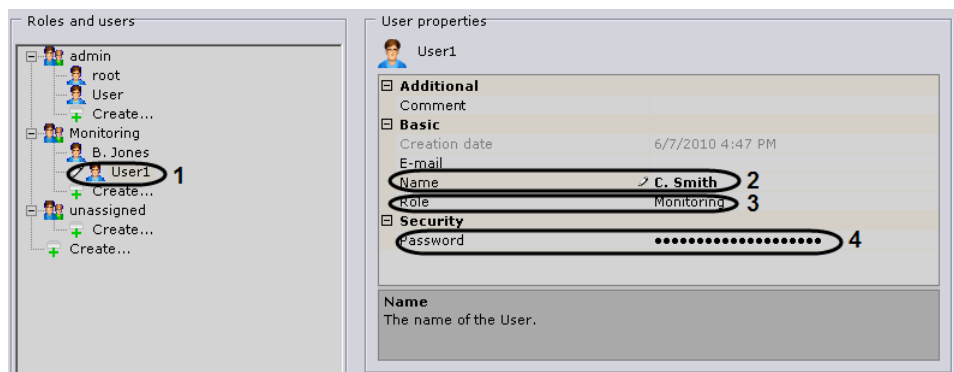 Roles and users
admin
root
User
Create...
Monitoring
B. Jones
User1 1
Create...
unassigned
Create...
Create...
User properties
User1
Additional
Comment
Basic
Creation date 6/7/2010 4:47 PM
E-mail
Name C. Smith 2
Role Monitoring 3
Security
Password ●●●●●●●●●●●●●●●●●●●● 4
Name
The name of the User.